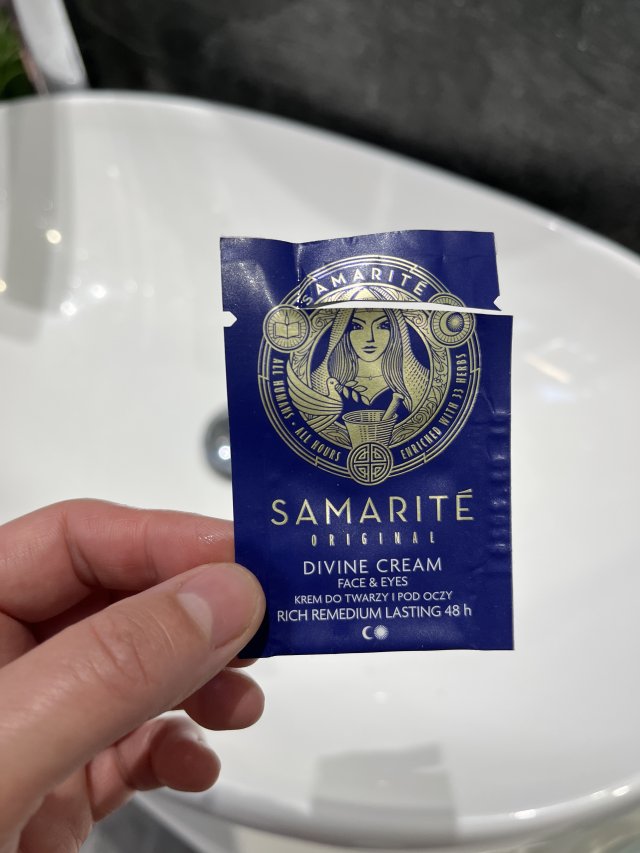 SAMARITÉ
ALL HUMANS · ALL HOURS
ENRICHED WITH 33 HERBS
SAMARITÉ
ORIGINAL
DIVINE CREAM
FACE & EYES
KREM DO TWARZY I POD OCZY
RICH REMEDIUM LASTING 48 h